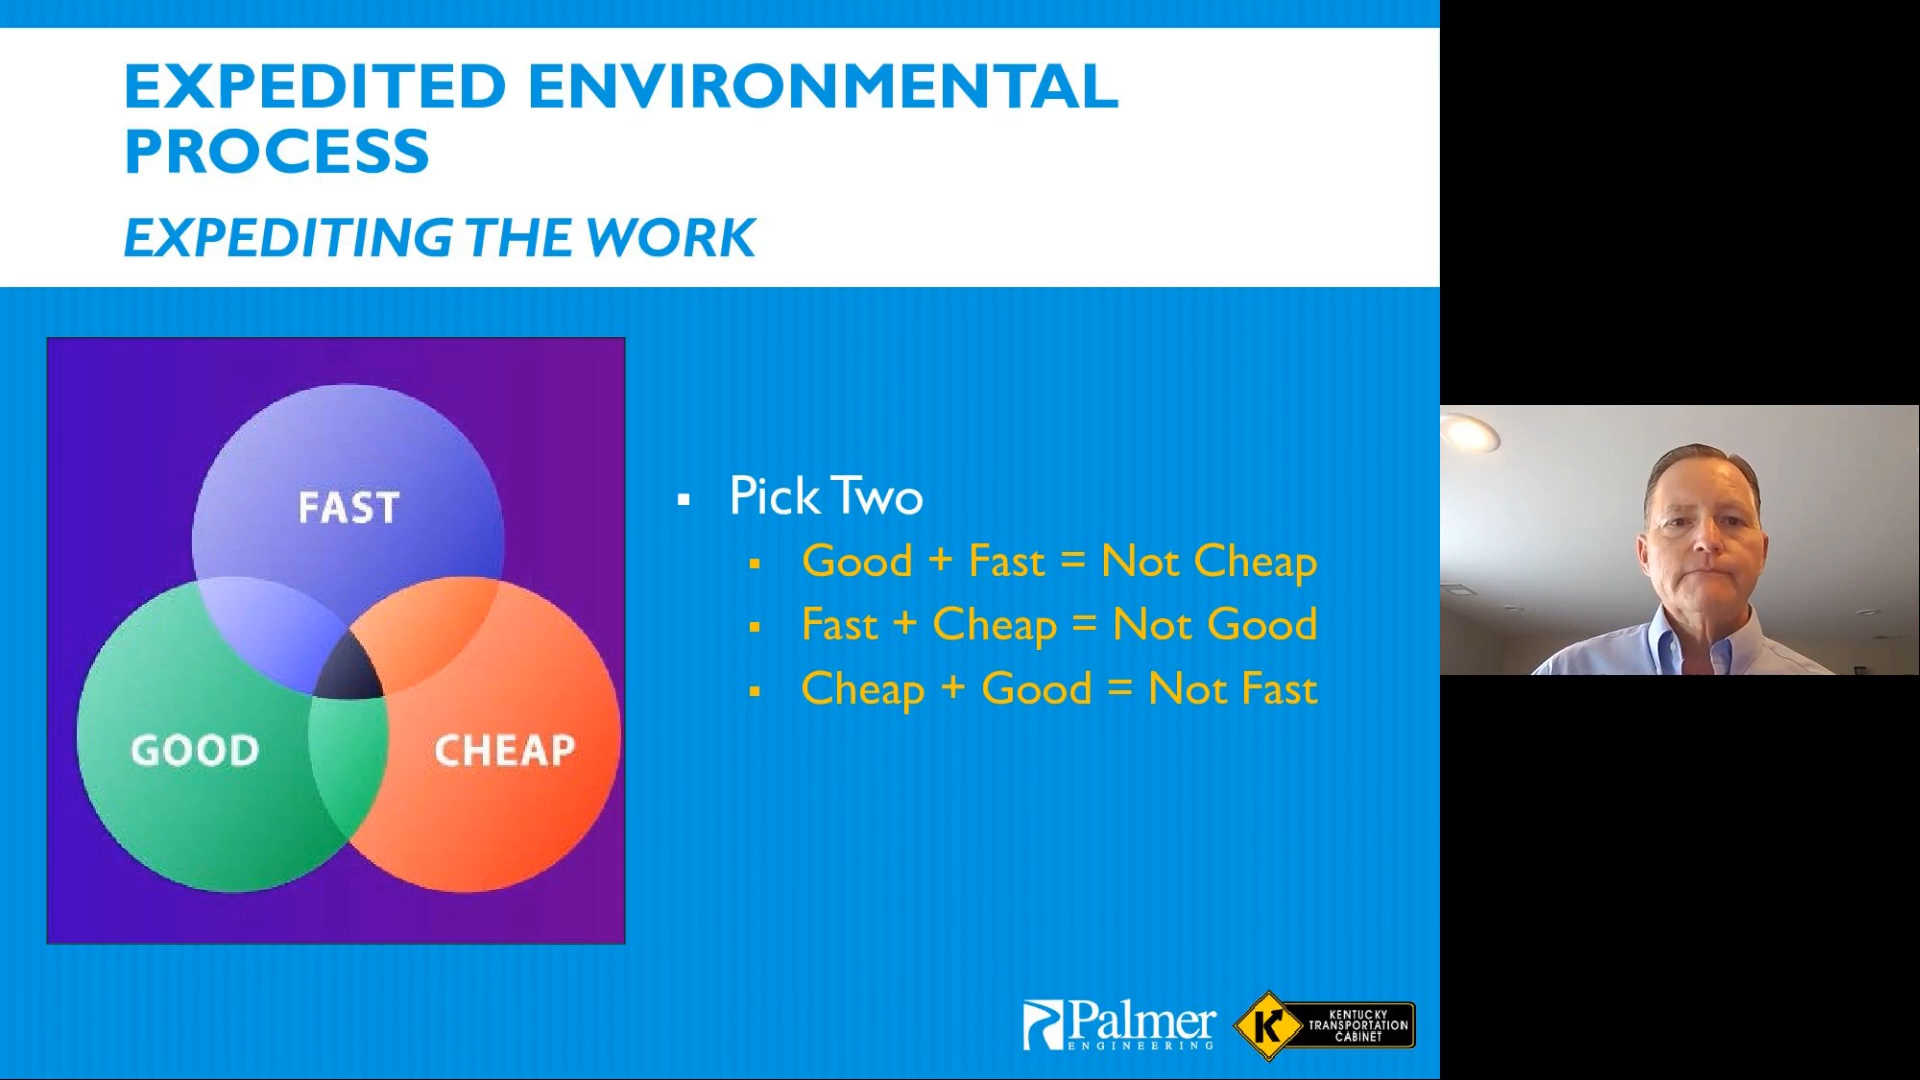 EXPEDITED ENVIRONMENTAL
PROCESS
EXPEDITING THE WORK
FAST
GOOD
CHEAP
▪ Pick Two
▪ Good + Fast = Not Cheap
▪ Fast + Cheap = Not Good
▪ Cheap + Good = Not Fast
Palmer
ENGINEERING
K
KENTUCKY
TRANSPORTATION
CABINET